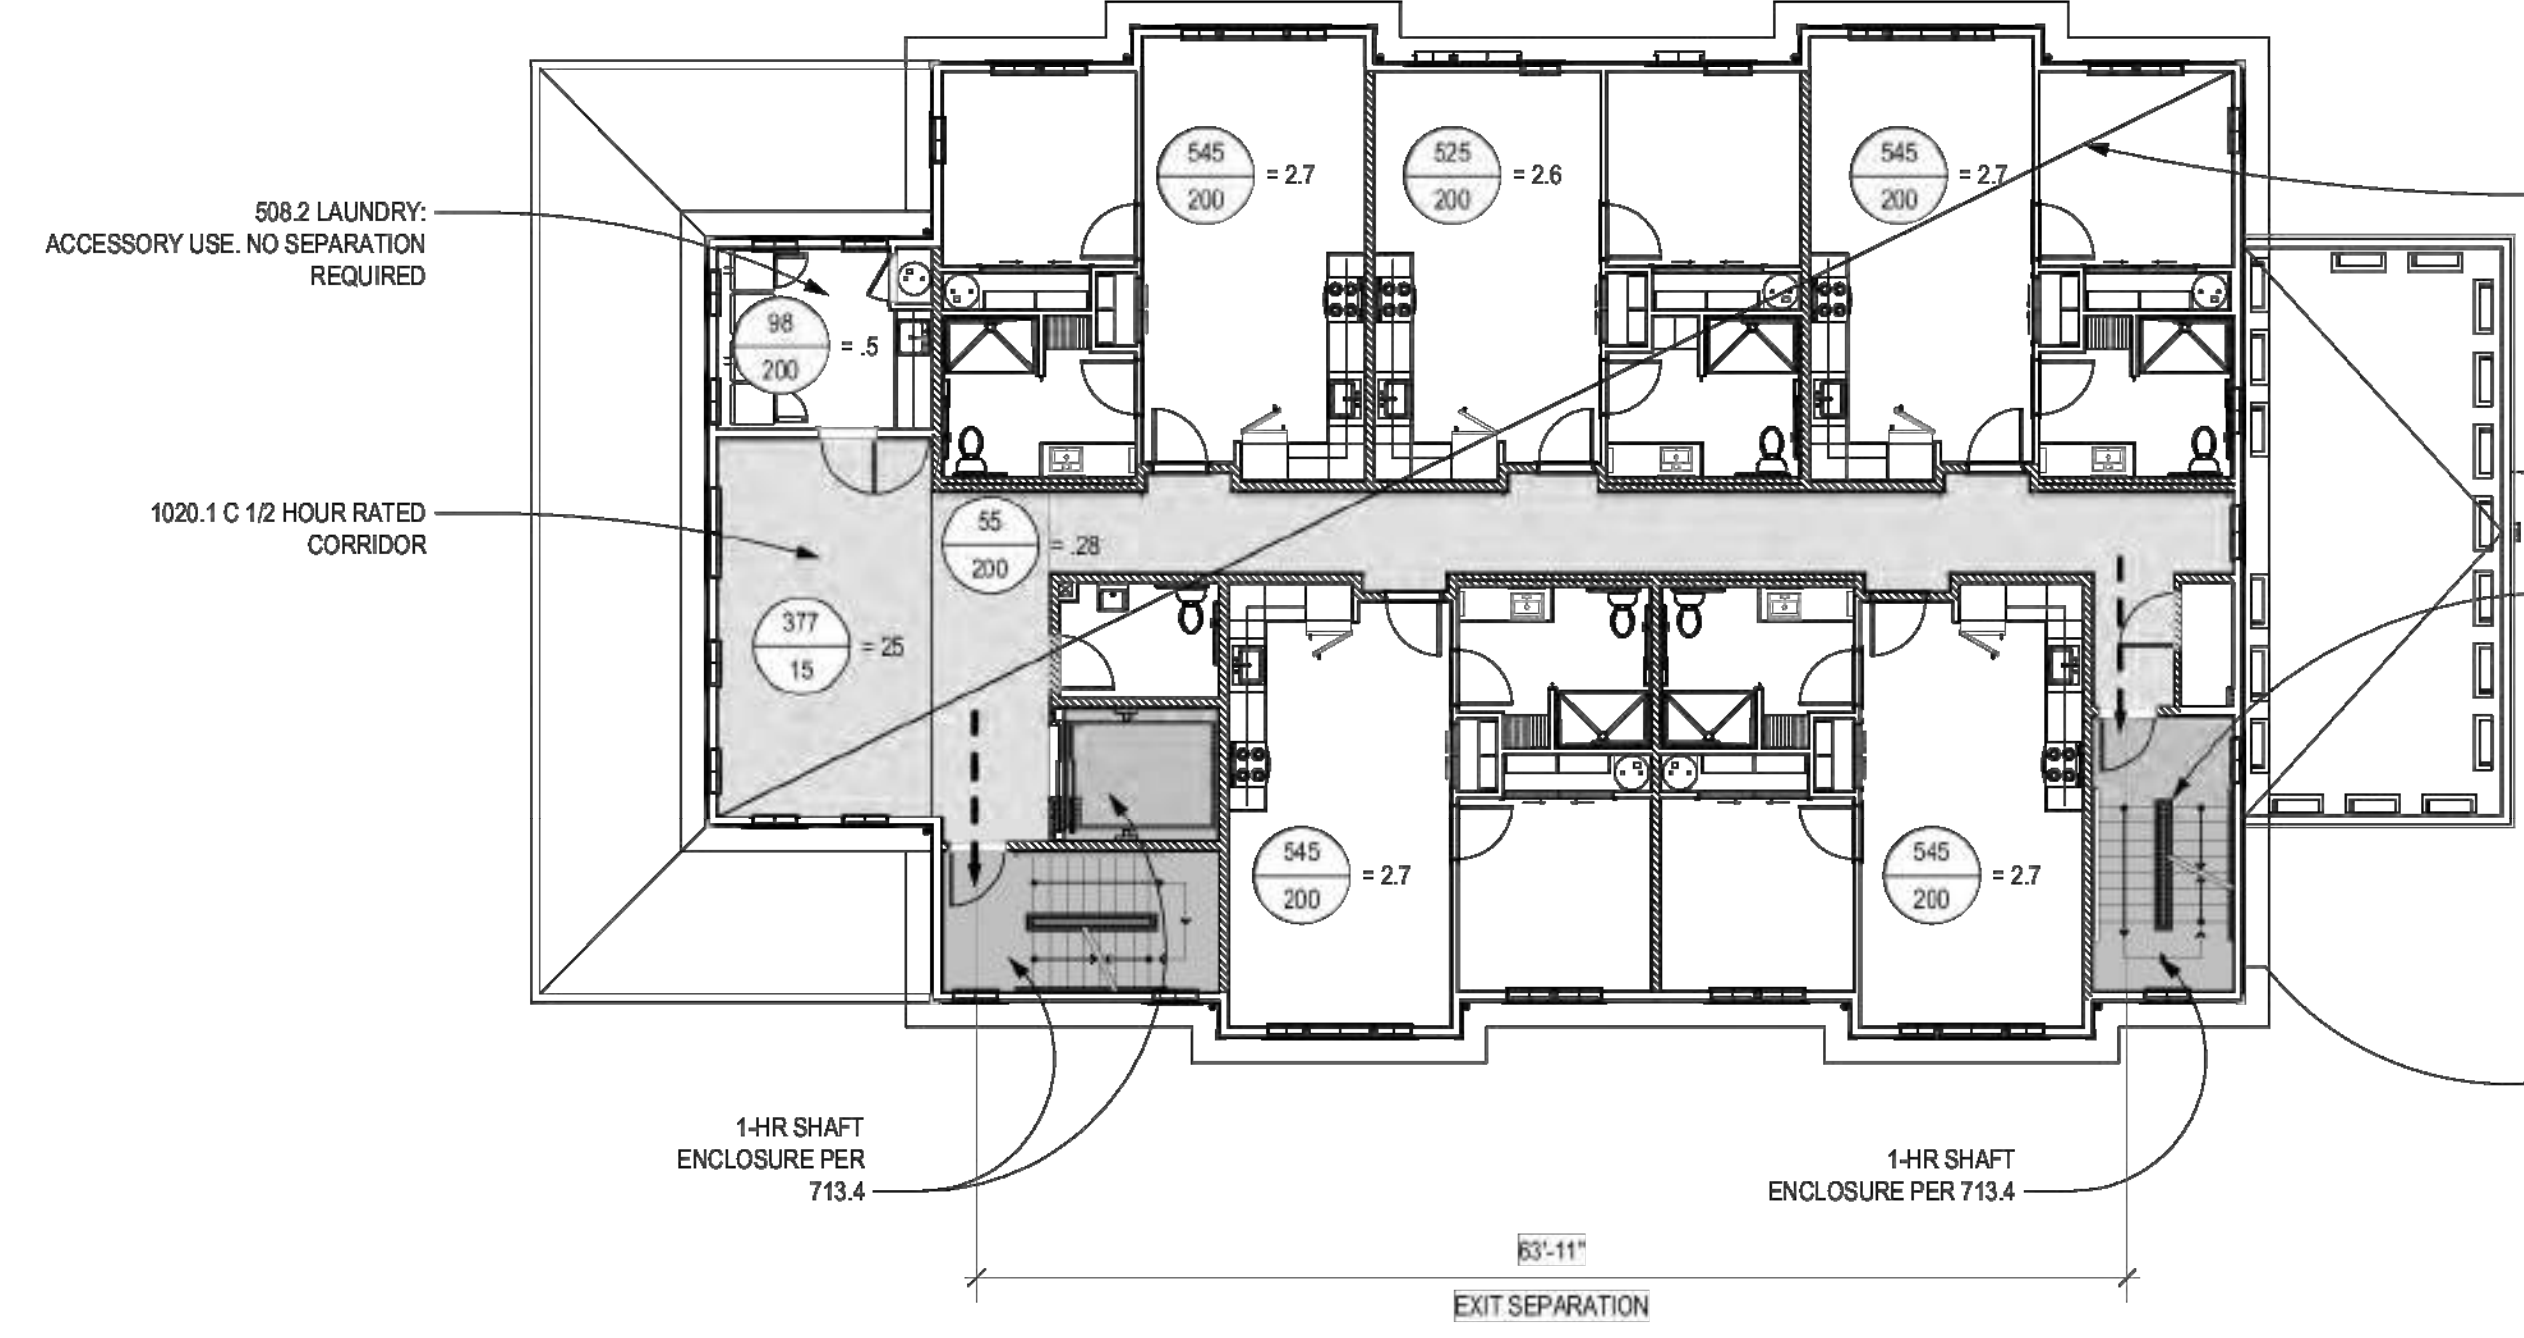 545
200
= 2.7
525
200
= 2.6
545
200
= 2.7
508.2 LAUNDRY:
ACCESSORY USE. NO SEPARATION
REQUIRED
98
200
= .5
1020.1 C 1/2 HOUR RATED
CORRIDOR
55
200
= .28
377
15
= 25
545
200
= 2.7
545
200
= 2.7
1-HR SHAFT
ENCLOSURE PER
713.4
1-HR SHAFT
ENCLOSURE PER 713.4
63'-11"
EXIT SEPARATION